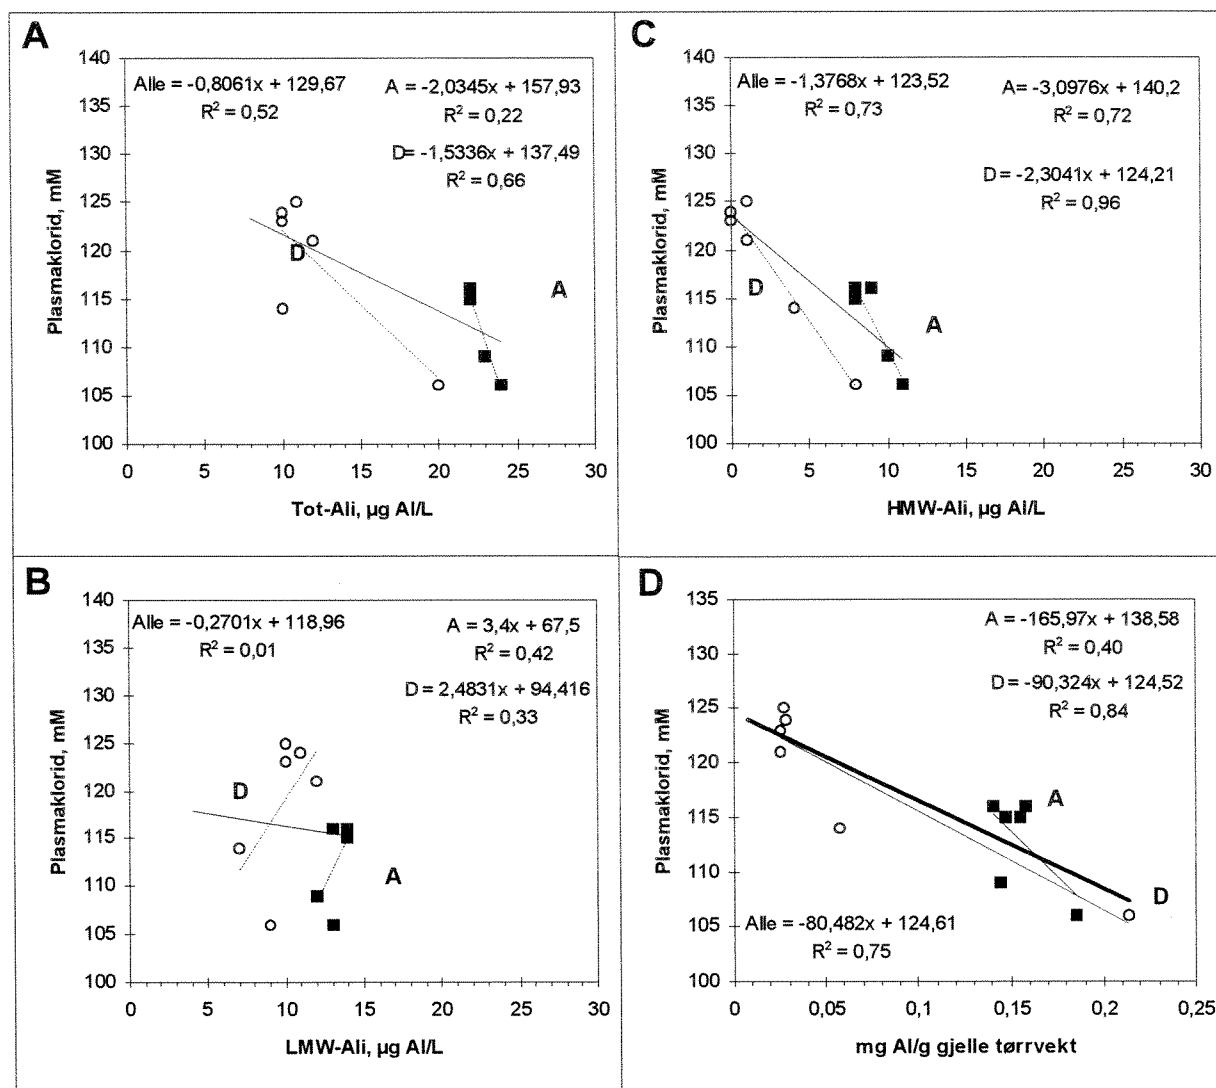 A
140
135
130
125
120
115
110
105
100
Plasmaklorid, mM
Alle = -0,8061x + 129,67
R² = 0,52
A = -2,0345x + 157,93
R² = 0,22
D= -1,5336x + 137,49
R² = 0,66
D
A
0 5 10 15 20 25 30
Tot-Ali, µg Al/L
C
140
135
130
125
120
115
110
105
100
Plasmaklorid, mM
Alle = -1,3768x + 123,52
R² = 0,73
A= -3,0976x + 140,2
R² = 0,72
D = -2,3041x + 124,21
R² = 0,96
D
A
0 5 10 15 20 25 30
HMW-Ali, µg Al/L
B
140
135
130
125
120
115
110
105
100
Plasmaklorid, mM
Alle = -0,2701x + 118,96
R² = 0,01
A = 3,4x + 67,5
R² = 0,42
D = 2,4831x + 94,416
R² = 0,33
D
A
0 5 10 15 20 25 30
LMW-Ali, µg Al/L
D
135
130
125
120
115
110
105
100
Plasmaklorid, mM
A = -165,97x + 138,58
R² = 0,40
D = -90,324x + 124,52
R² = 0,84
A
D
Alle = -80,482x + 124,61
R² = 0,75
0 0,05 0,1 0,15 0,2 0,25
mg Al/g gjelle tørrvekt